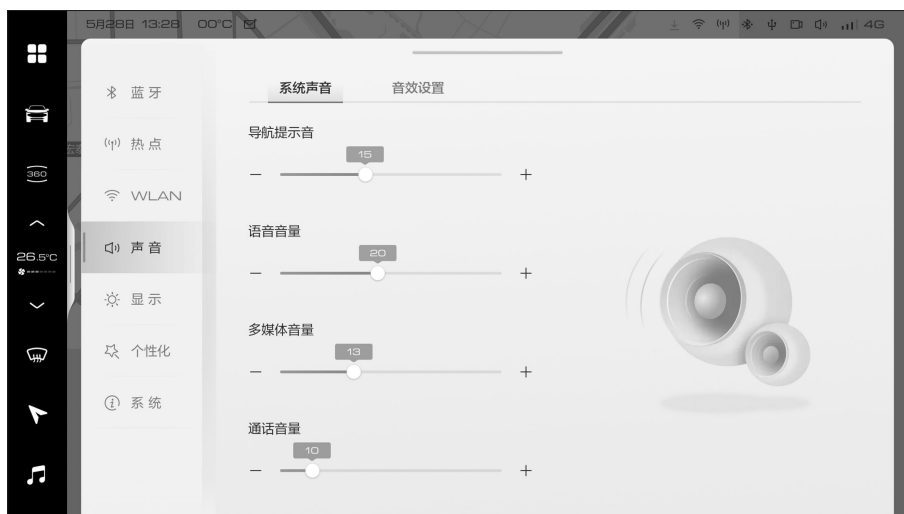 5月28日 13:28 00°C 4G
360
26.5°C
蓝牙
热点
WLAN
声音
显示
个性化
系统
系统声音 音效设置
导航提示音
15
语音音量
20
多媒体音量
13
通话音量
10